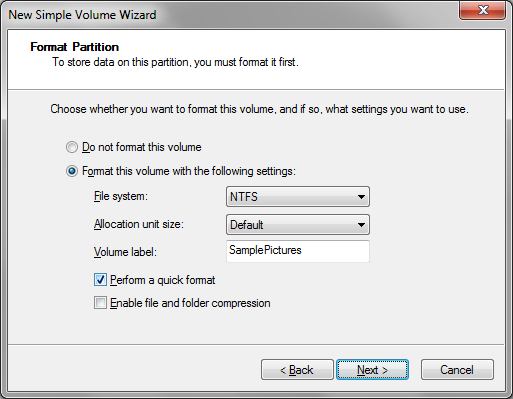 New Simple Volume Wizard
Format Partition
To store data on this partition, you must format it first.
Choose whether you want to format this volume, and if so, what settings you want to use.
Do not format this volume
Format this volume with the following settings:
File system: NTFS
Allocation unit size: Default
Volume label: SamplePictures
Perform a quick format
Enable file and folder compression
< Back Next > Cancel